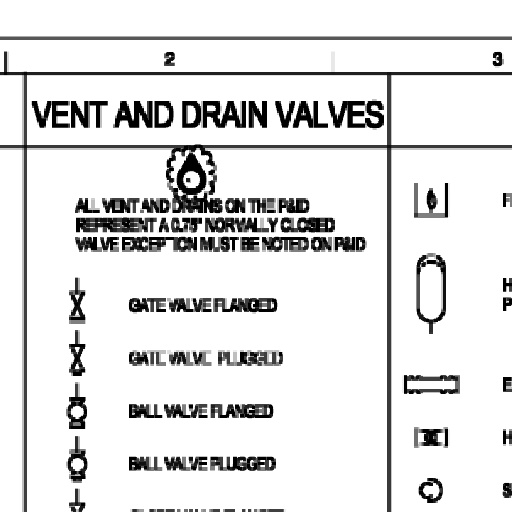 2
3
VENT AND DRAIN VALVES
ALL VENT AND DRAINS ON THE P&ID
REPRESENT A 0.75" NORVALLY CLOSED
VALVE EXCEPTION MUST BE NOTED ON P&ID
GATE VALVE FLANGED
GATE VALVE PLUGGED
BALL VALVE FLANGED
BALL VALVE PLUGGED
F
H
P
E
H
S